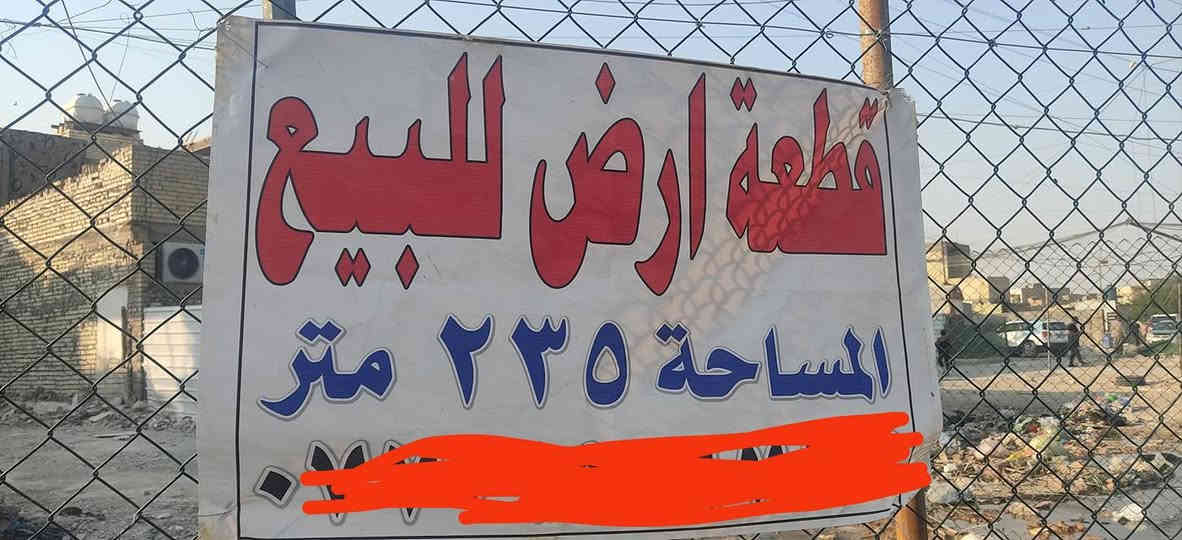 قطعة ارض للبيع
المساحة ٢٣٥ متر